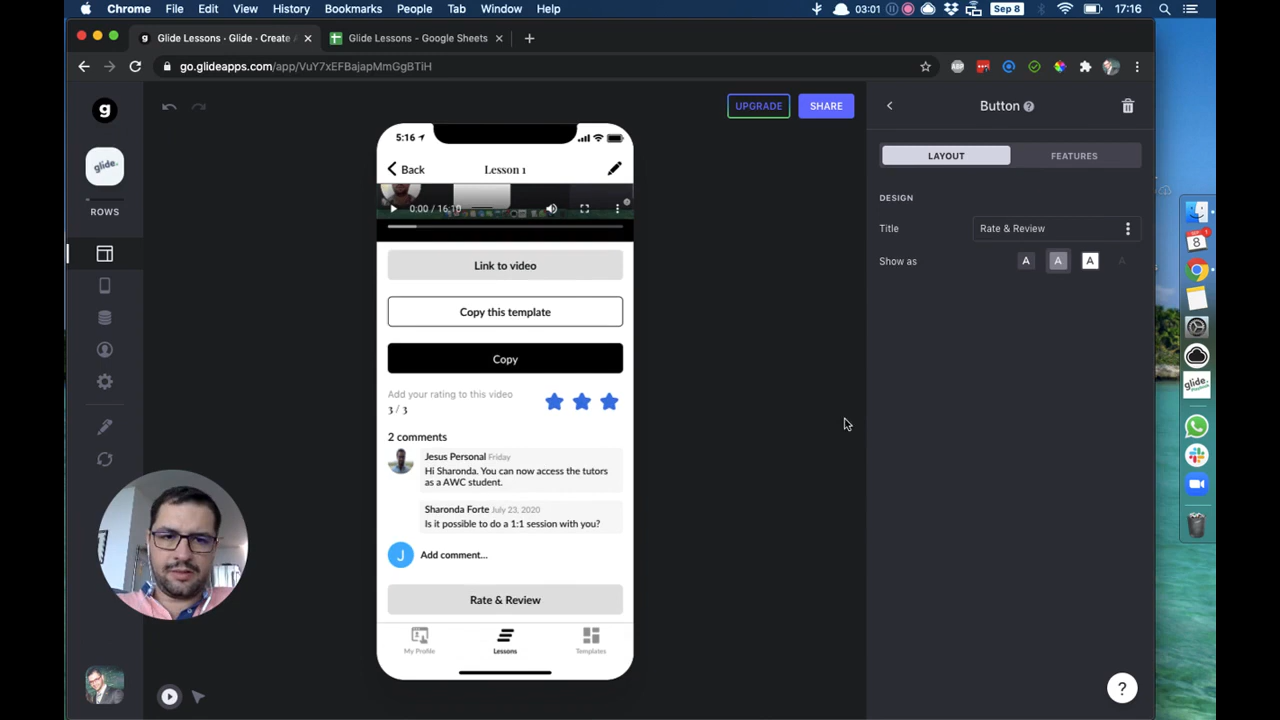 Chrome File Edit View History Bookmarks People Tab Window Help 03:01 Sep 8 17:16
Glide Lessons · Glide · Create A
Glide Lessons - Google Sheets
go.glideapps.com/app/VuY7xEFBajapMmGgBTiH
ABP
g
glide.
ROWS
UPGRADE
SHARE
5:16
Back
Lesson 1
0:00 / 16:10
Link to video
Copy this template
Copy
Add your rating to this video
3 / 3
2 comments
Jesus Personal Friday
Hi Sharonda. You can now access the tutors
as a AWC student.
Sharonda Forte July 23, 2020
Is it possible to do a 1:1 session with you?
J
Add comment...
Rate & Review
My Profile
Lessons
Templates
Button
LAYOUT
FEATURES
DESIGN
Title
Rate & Review
Show as
A
A
A
A
8
glide.
?